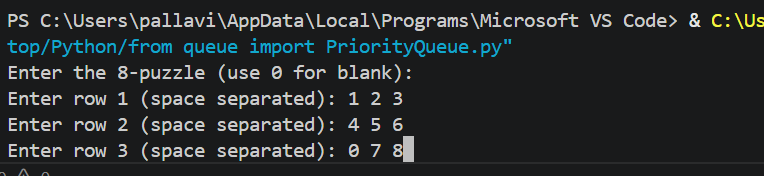 PS C:\Users\pallavi\AppData\Local\Programs\Microsoft VS Code> & C:\Us
top/Python/from queue import PriorityQueue.py"
Enter the 8-puzzle (use 0 for blank):
Enter row 1 (space separated): 1 2 3
Enter row 2 (space separated): 4 5 6
Enter row 3 (space separated): 0 7 8